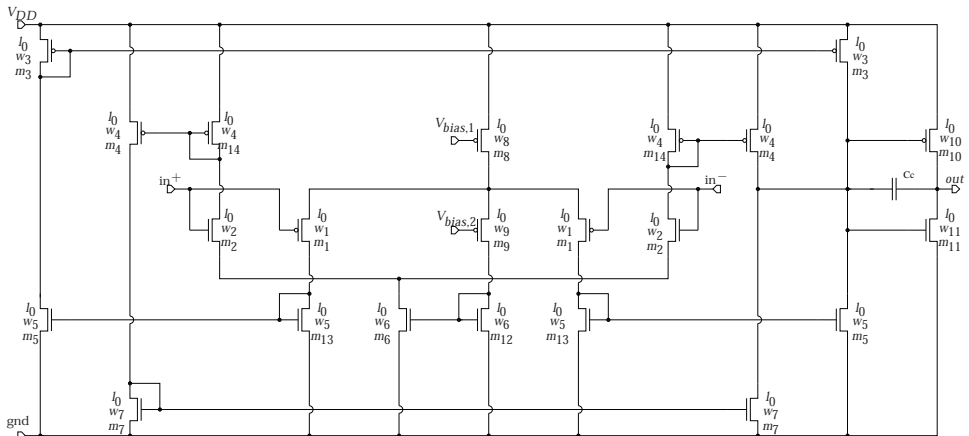 V_DD
l_0
w_3
m_3
l_0
w_3
m_3
l_0
w_4
m_4
l_0
w_4
m_14
V_bias,1
l_0
w_8
m_8
l_0
w_4
m_14
l_0
w_4
m_4
l_0
w_10
m_10
in^+
in^−
Cc
out
l_0
w_2
m_2
l_0
w_1
m_1
V_bias,2
l_0
w_9
m_9
l_0
w_1
m_1
l_0
w_2
m_2
l_0
w_11
m_11
l_0
w_5
m_5
l_0
w_5
m_13
l_0
w_6
m_6
l_0
w_6
m_12
l_0
w_5
m_13
l_0
w_5
m_5
l_0
w_7
m_7
l_0
w_7
m_7
gnd